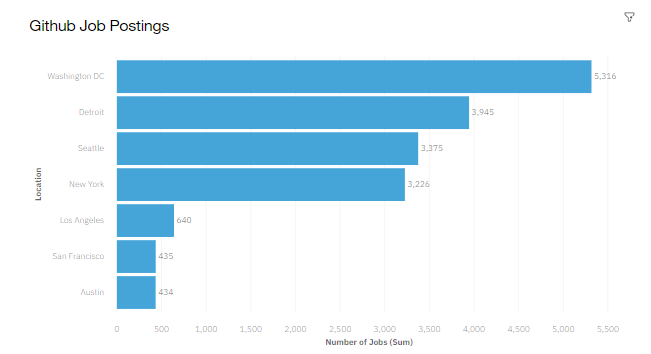 Github Job Postings
Washington DC
5,316
Detroit
3,945
Seattle
3,375
New York
3,226
Los Angeles
640
San Francisco
435
Austin
434
Location
0 500 1,000 1,500 2,000 2,500 3,000 3,500 4,000 4,500 5,000 5,500
Number of Jobs (Sum)